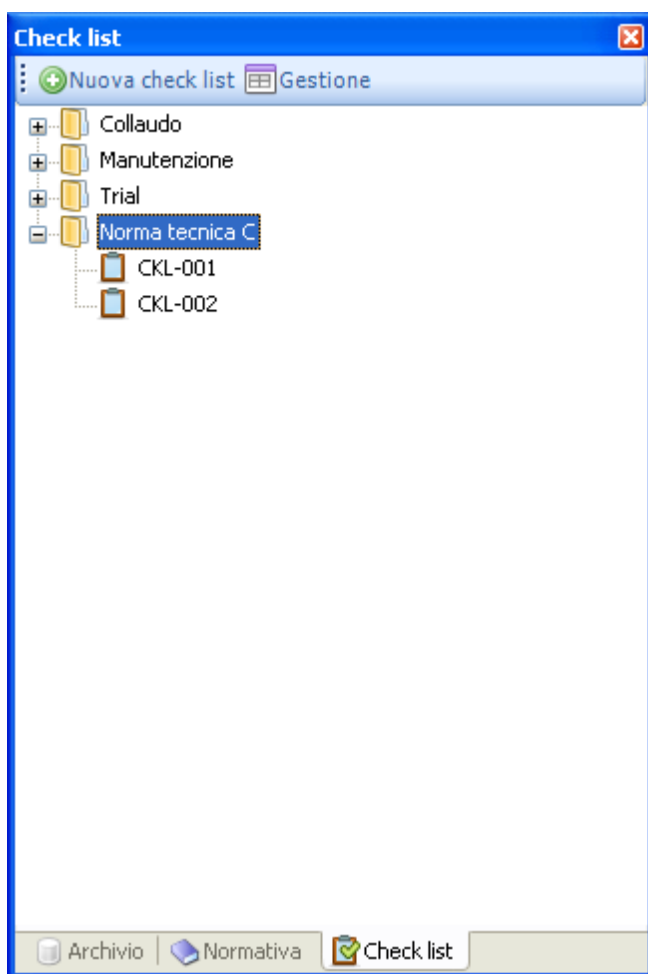 Check list
Nuova check list Gestione
Collaudo
Manutenzione
Trial
Norma tecnica C
CKL-001
CKL-002
Archivio Normativa Check list